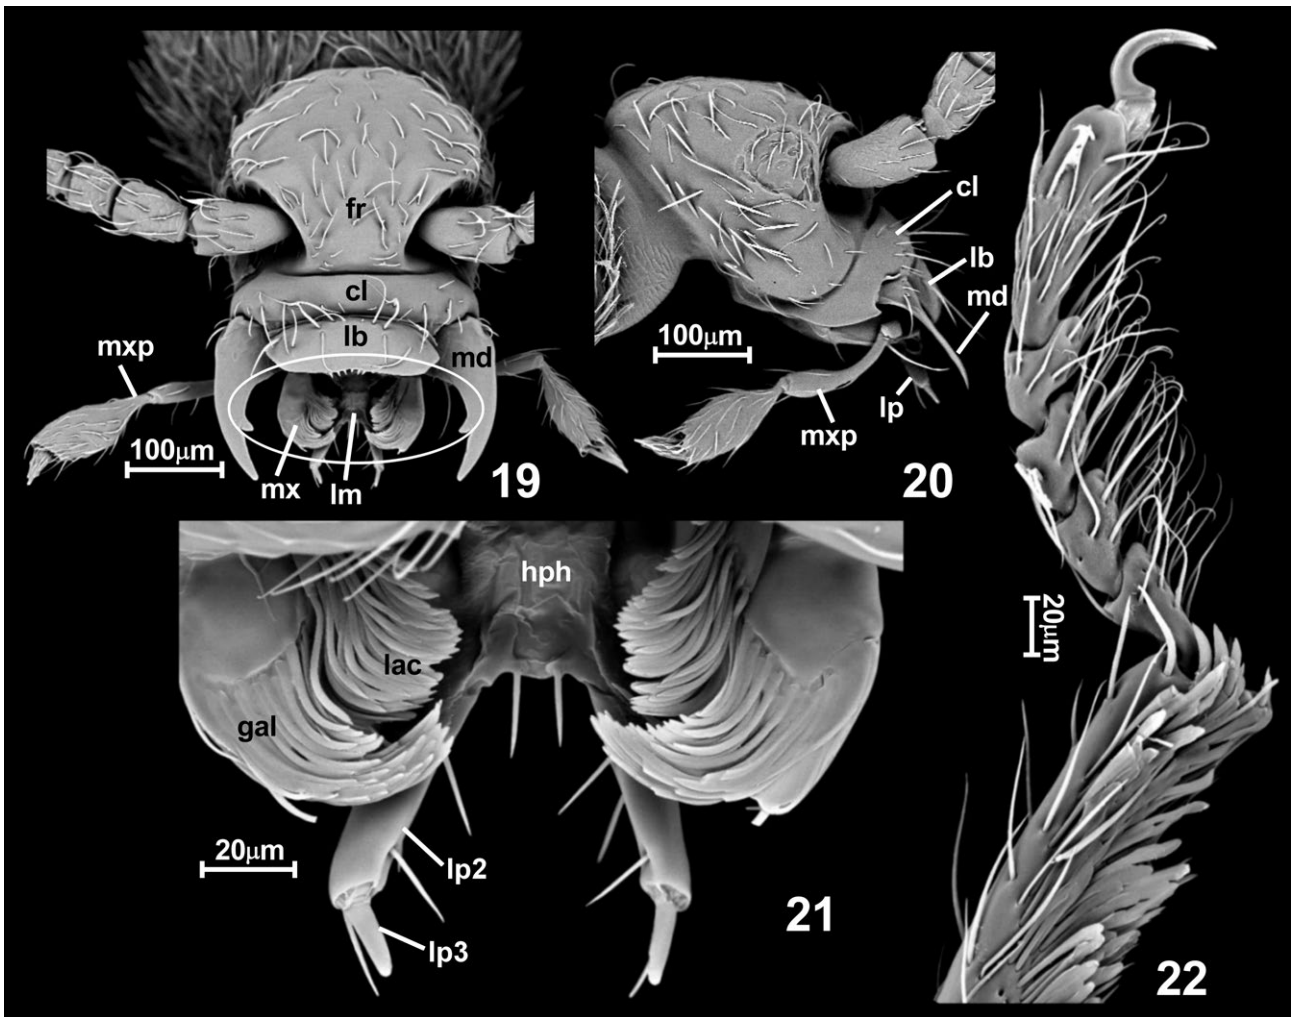 fr
cl
lb
md
mxp
100μm
mx
lm
19
cl
lb
md
100μm
lp
mxp
20
hph
lac
gal
20μm
lp2
lp3
21
20μm
22